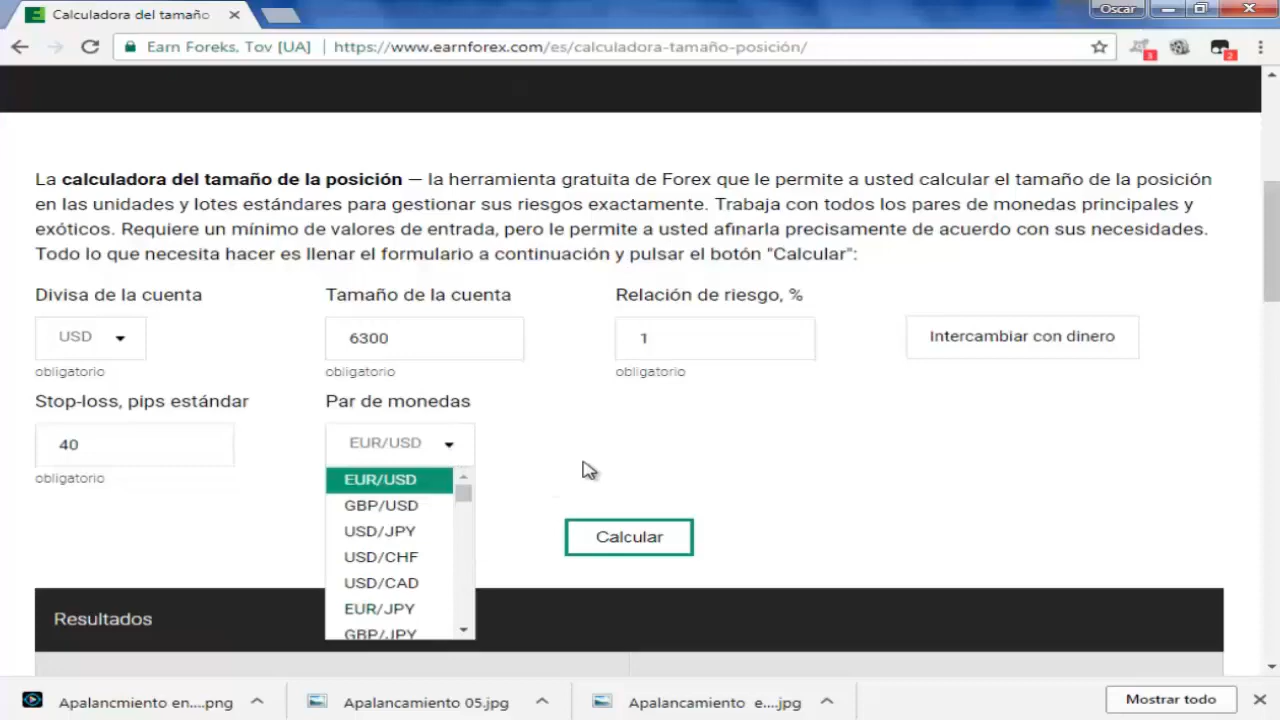 Calculadora del tamaño
Oscar
Earn Foreks, Tov [UA]
https://www.earnforex.com/es/calculadora-tamaño-posición/
3
2
La calculadora del tamaño de la posición — la herramienta gratuita de Forex que le permite a usted calcular el tamaño de la posición
en las unidades y lotes estándares para gestionar sus riesgos exactamente. Trabaja con todos los pares de monedas principales y
exóticos. Requiere un mínimo de valores de entrada, pero le permite a usted afinarla precisamente de acuerdo con sus necesidades.
Todo lo que necesita hacer es llenar el formulario a continuación y pulsar el botón "Calcular":
Divisa de la cuenta
Tamaño de la cuenta
Relación de riesgo, %
USD
6300
1
Intercambiar con dinero
obligatorio
obligatorio
obligatorio
Stop-loss, pips estándar
Par de monedas
40
EUR/USD
obligatorio
EUR/USD
GBP/USD
USD/JPY
USD/CHF
USD/CAD
EUR/JPY
GBP/JPY
Calcular
Resultados
Apalancmiento en....png
Apalancamiento 05.jpg
Apalancamiento e....jpg
Mostrar todo